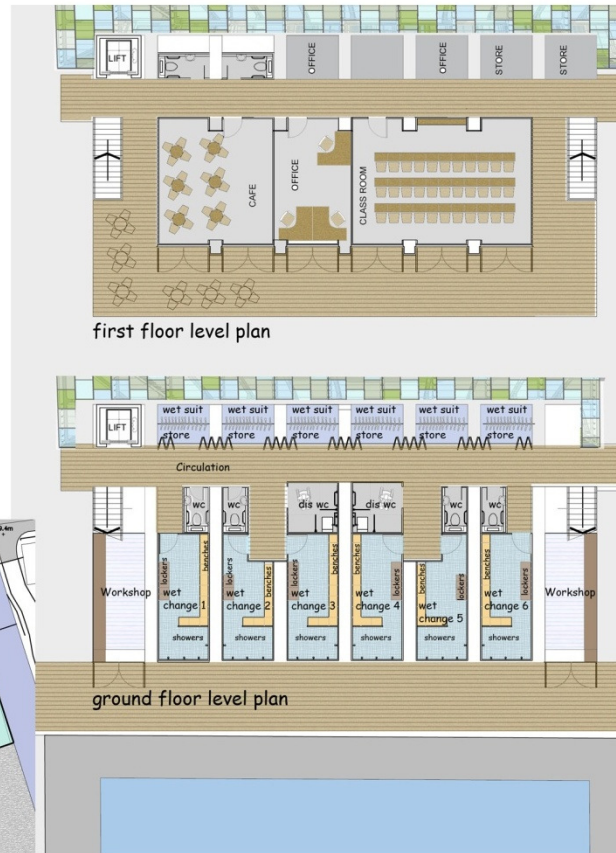 LIFT
OFFICE
OFFICE
STORE
STORE
CAFE
OFFICE
CLASS ROOM
first floor level plan
LIFT
wet suit store
wet suit store
wet suit store
wet suit store
wet suit store
wet suit store
Circulation
wc
wc
dis wc
dis wc
wc
wc
Workshop
lockers
benches
wet change 1
showers
lockers
benches
wet change 2
showers
lockers
benches
wet change 3
showers
benches
lockers
wet change 4
showers
benches
lockers
wet change 5
showers
benches
lockers
wet change 6
showers
Workshop
ground floor level plan